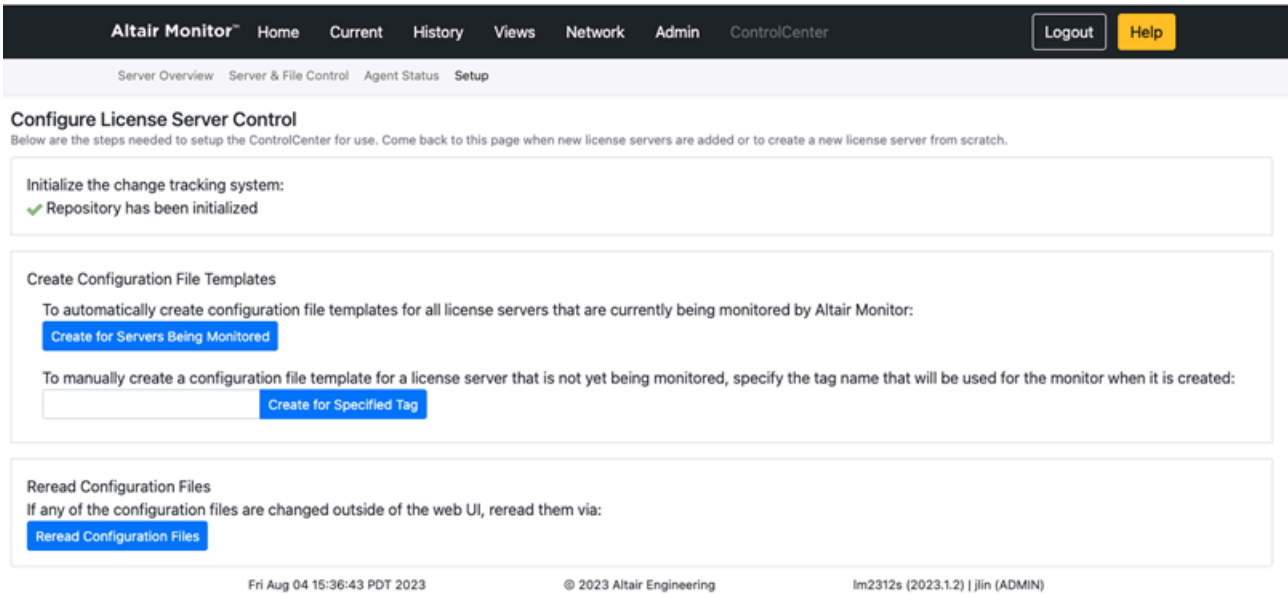 Altair Monitor™ Home Current History Views Network Admin ControlCenter Logout Help
Server Overview Server & File Control Agent Status Setup
Configure License Server Control
Below are the steps needed to setup the ControlCenter for use. Come back to this page when new license servers are added or to create a new license server from scratch.
Initialize the change tracking system:
Repository has been initialized
Create Configuration File Templates
To automatically create configuration file templates for all license servers that are currently being monitored by Altair Monitor:
Create for Servers Being Monitored
To manually create a configuration file template for a license server that is not yet being monitored, specify the tag name that will be used for the monitor when it is created:
Create for Specified Tag
Reread Configuration Files
If any of the configuration files are changed outside of the web UI, reread them via:
Reread Configuration Files
Fri Aug 04 15:36:43 PDT 2023 © 2023 Altair Engineering lm2312s (2023.1.2) | jlin (ADMIN)